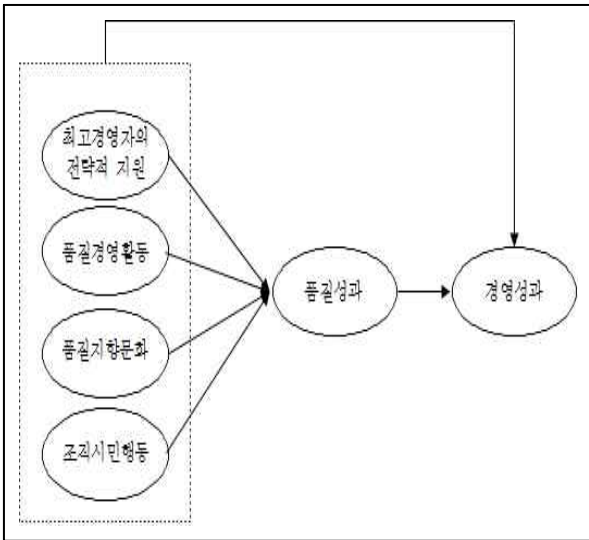 최고경영자의
전략적 지원
품질경영활동
품질성과
경영성과
품질지향문화
조직시민행동